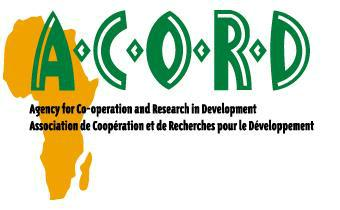 A·C·O·R·D
Agency for Co-operation and Research in Development
Association de Coopération et de Recherches pour le Développement